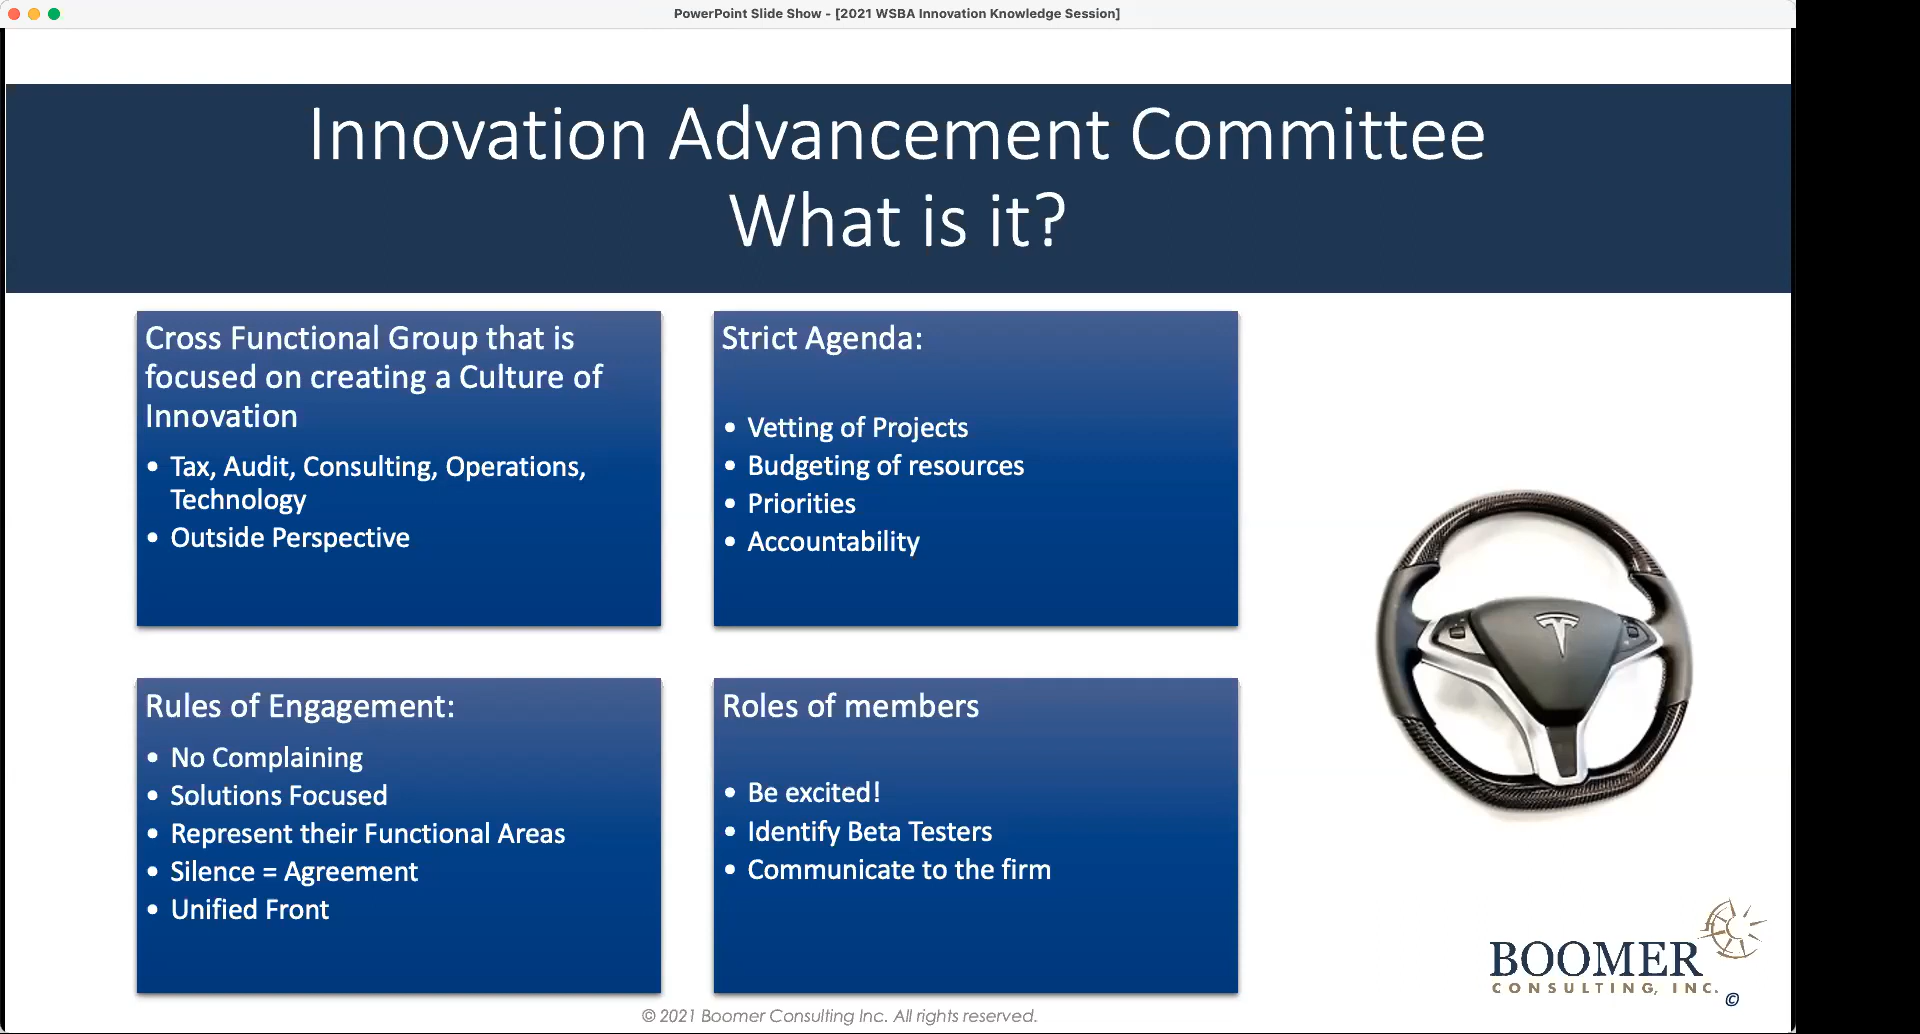 PowerPoint Slide Show - [2021 WSBA Innovation Knowledge Session]
Innovation Advancement Committee
What is it?
Cross Functional Group that is
focused on creating a Culture of
Innovation
• Tax, Audit, Consulting, Operations,
Technology
• Outside Perspective
Strict Agenda:
• Vetting of Projects
• Budgeting of resources
• Priorities
• Accountability
Rules of Engagement:
• No Complaining
• Solutions Focused
• Represent their Functional Areas
• Silence = Agreement
• Unified Front
Roles of members
• Be excited!
• Identify Beta Testers
• Communicate to the firm
BOOMER
CONSULTING, INC.
©
© 2021 Boomer Consulting Inc. All rights reserved.